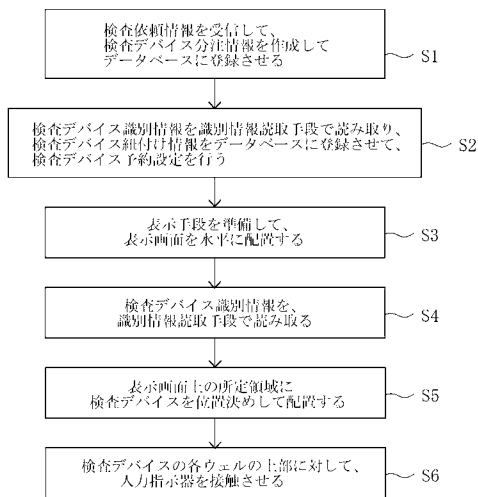 検査依頼情報を受信して、
検査デバイス分注情報を作成して
データベースに登録させる
S1
検査デバイス識別情報を識別情報読取手段で読み取り、
検査デバイス紐付け情報をデータベースに登録させて、
検査デバイス予約設定を行う
S2
表示手段を準備して、
表示画面を水平に配置する
S3
検査デバイス識別情報を、
識別情報読取手段で読み取る
S4
表示画面上の所定領域に
検査デバイスを位置決めして配置する
S5
検査デバイスの各ウェルの上部に対して、
入力指示器を接触させる
S6